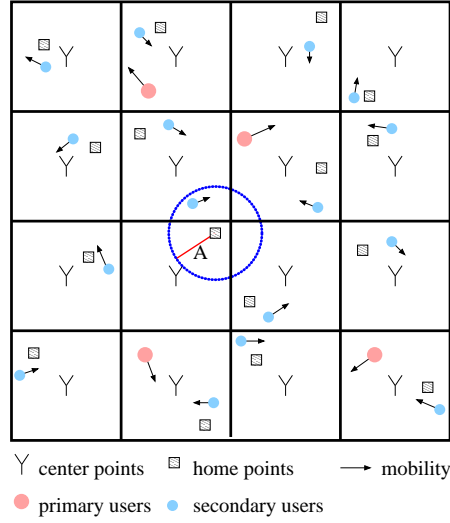 A
center points home points mobility
primary users secondary users